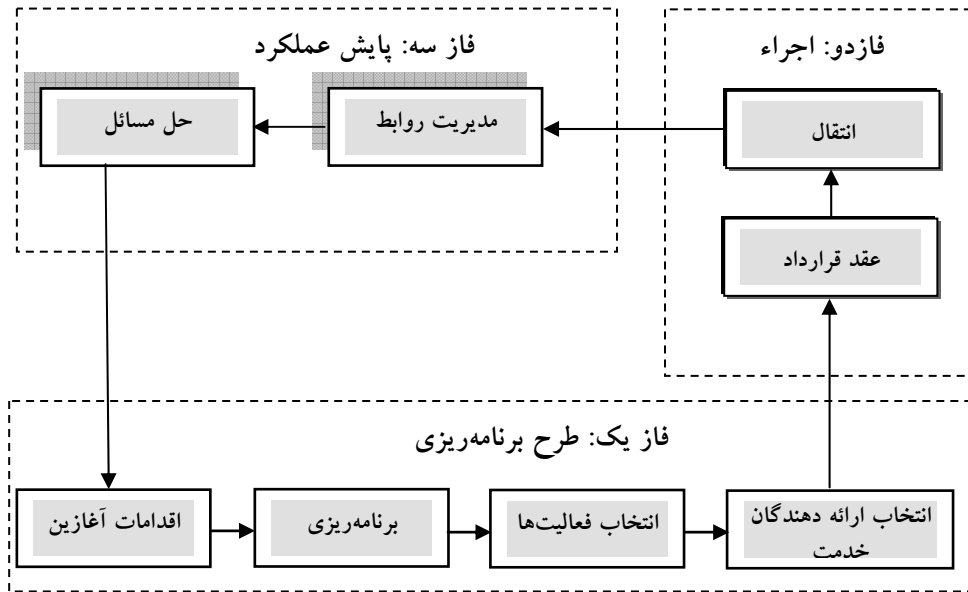 فاز سه: پایش عملکرد
فازدو: اجراء
حل مسائل
مدیریت روابط
انتقال
عقد قرارداد
فاز یک: طرح برنامه‌ریزی
اقدامات آغازین
برنامه‌ریزی
انتخاب فعالیت‌ها
انتخاب ارائه دهندگان
خدمت